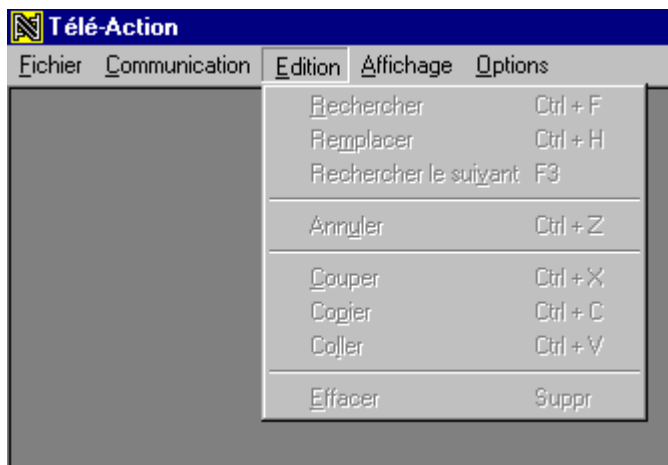 Télé-Action
Fichier Communication Edition Affichage Options
Rechercher Ctrl + F
Remplacer Ctrl + H
Rechercher le suivant F3
Annuler Ctrl + Z
Couper Ctrl + X
Copier Ctrl + C
Coller Ctrl + V
Effacer Suppr